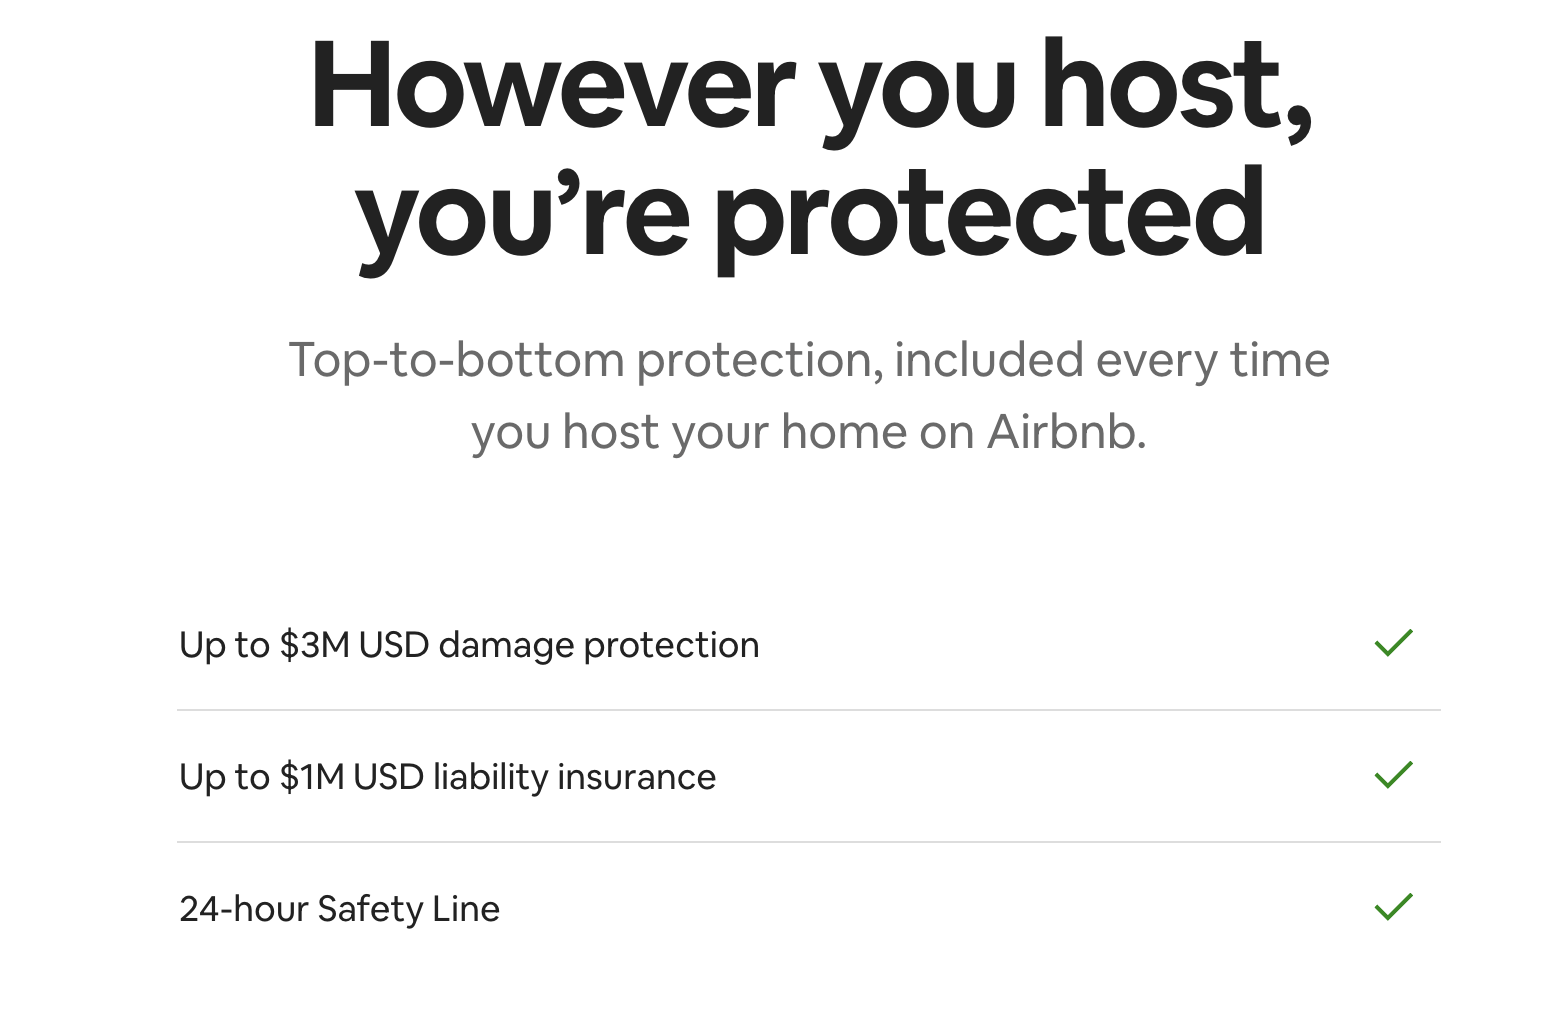 However you host,
you’re protected
Top-to-bottom protection, included every time
you host your home on Airbnb.
Up to $3M USD damage protection
Up to $1M USD liability insurance
24-hour Safety Line